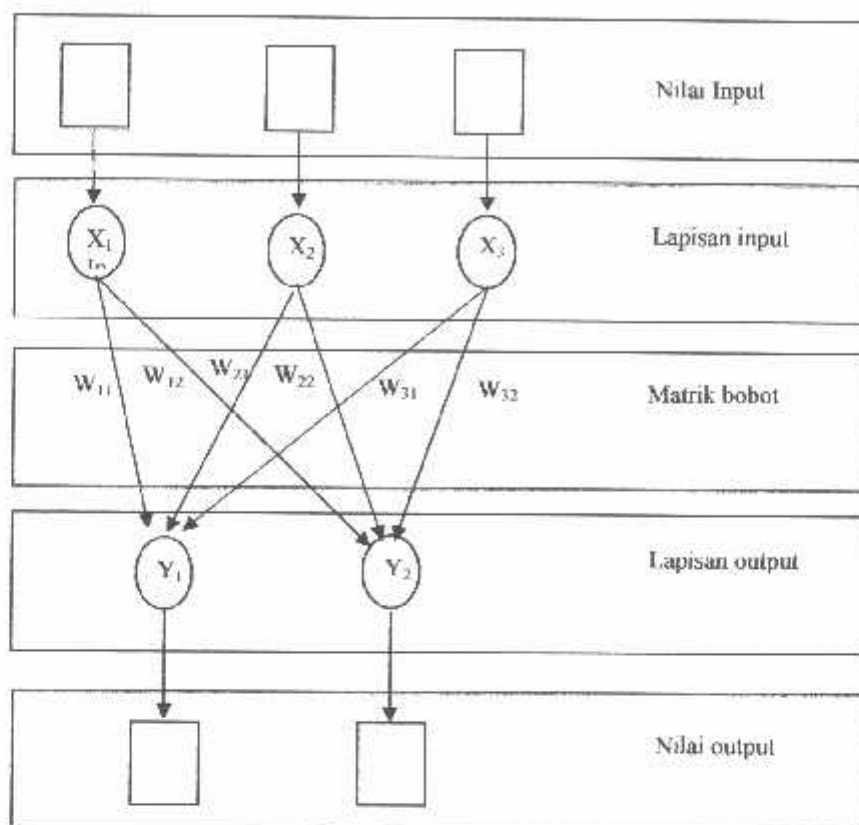 Nilai Input
X₁ X₂ X₃ Lapisan input
W₁₁ W₁₂ W₂₂ W₃₁ W₃₂ Matrik bobot
Y₁ Y₂ Lapisan output
Nilai output